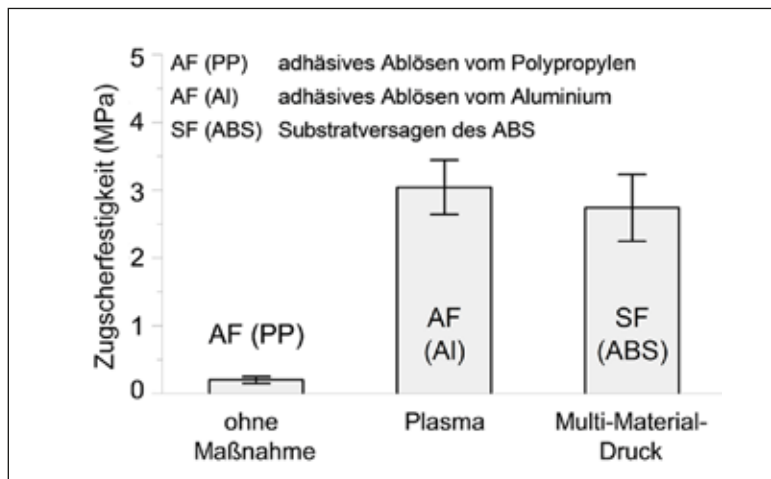 Zugscherfestigkeit (MPa)
5
4
3
2
1
0
AF (PP) adhäsives Ablösen vom Polypropylen
AF (Al) adhäsives Ablösen vom Aluminium
SF (ABS) Substratversagen des ABS
AF (PP)
AF
(Al)
SF
(ABS)
ohne
Maßnahme
Plasma
Multi-Material-
Druck